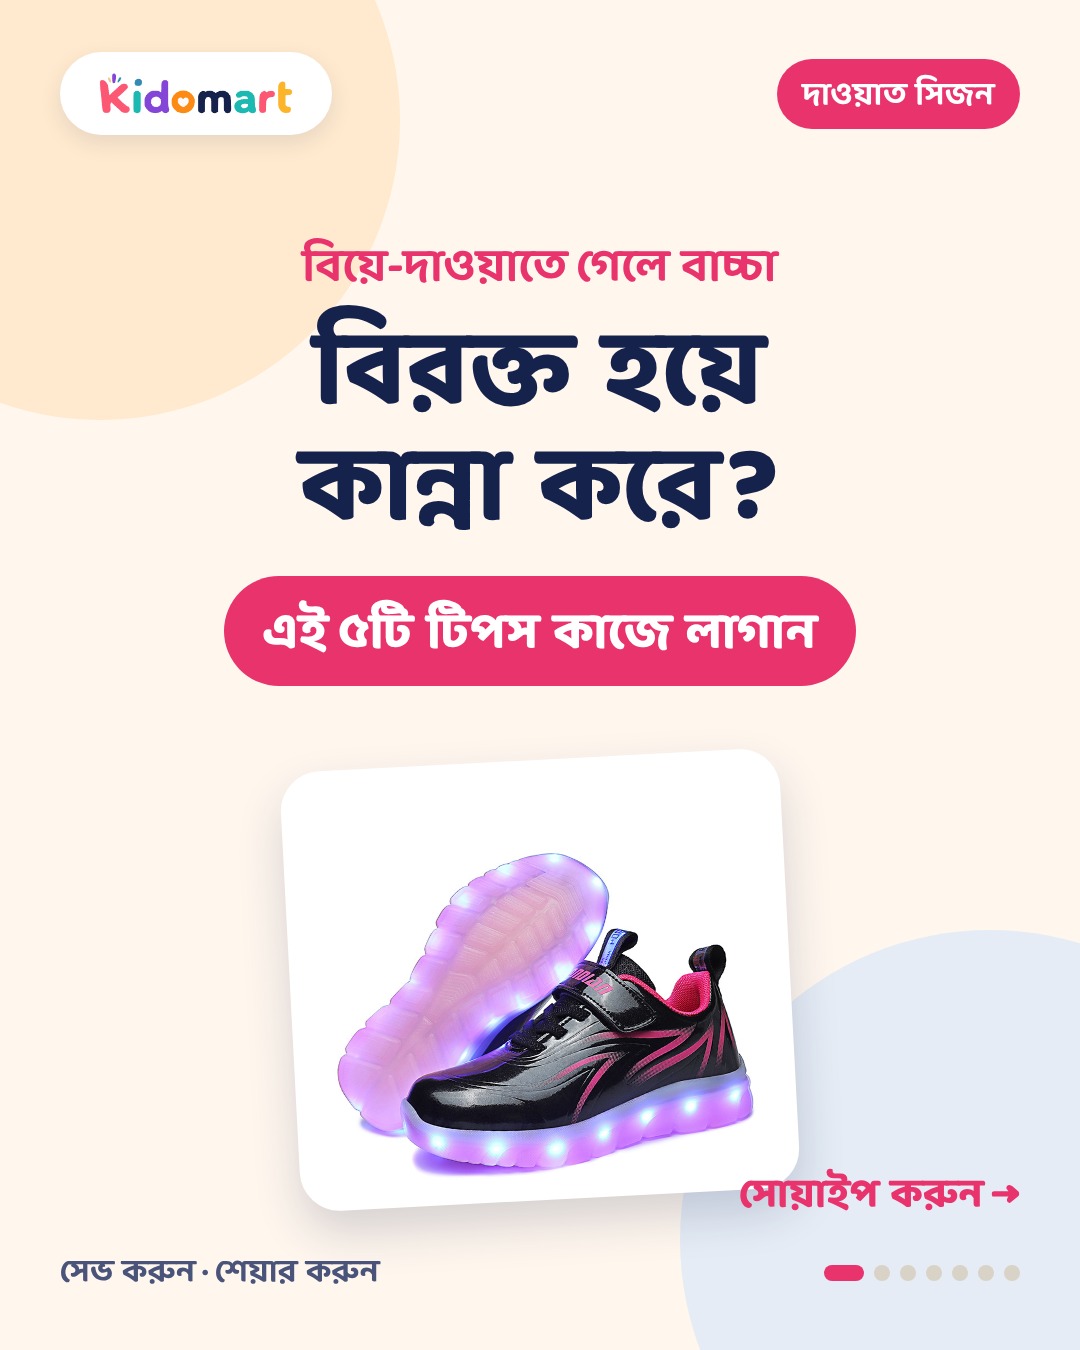 Kidomart
দাওয়াত সিজন
বিয়ে-দাওয়াতে গেলে বাচ্চা
বিরক্ত হয়ে
কান্না করে?
এই ৫টি টিপস কাজে লাগান
সোয়াইপ করুন →
সেভ করুন · শেয়ার করুন